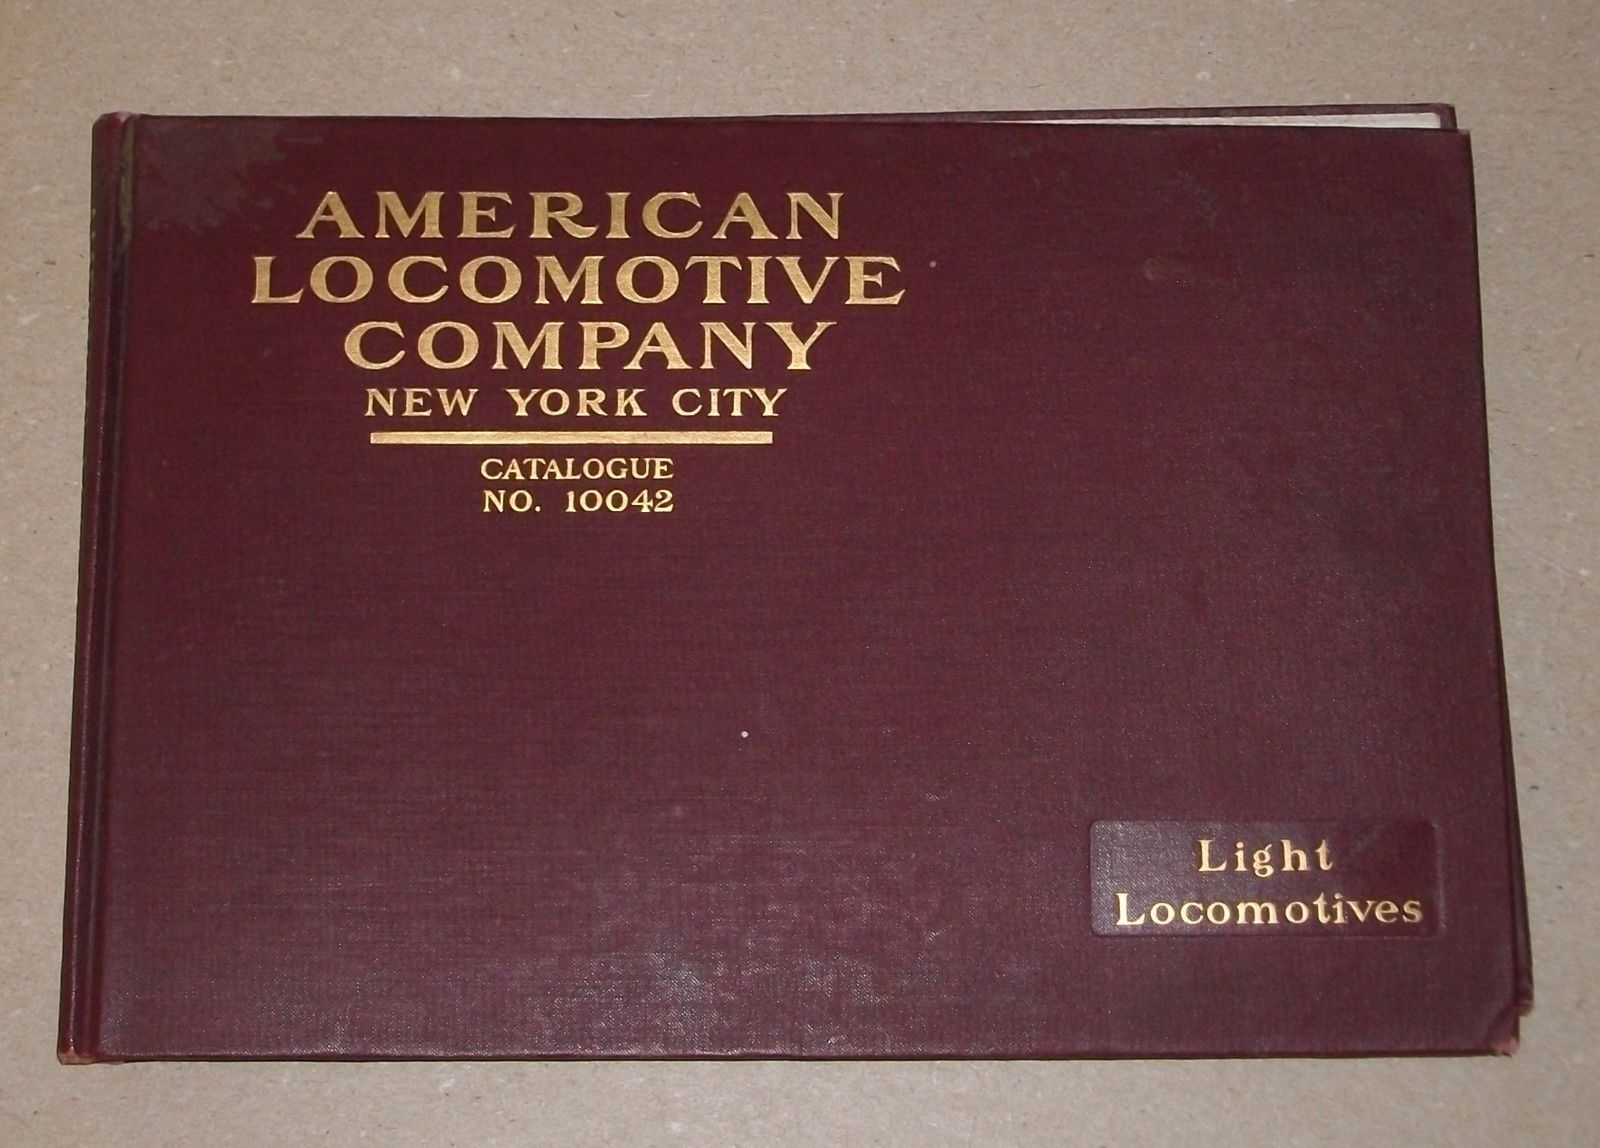 AMERICAN
LOCOMOTIVE
COMPANY
NEW YORK CITY
CATALOGUE
NO. 10042
Light
Locomotives